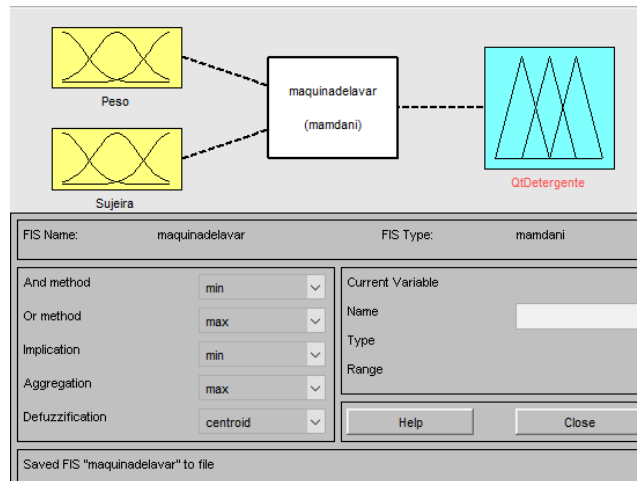 Peso
maquinadelavar
(mamdani)
Sujeira
QtDetergente
FIS Name: maquinadelavar FIS Type: mamdani
And method min
Or method max
Implication min
Aggregation max
Defuzzification centroid
Current Variable
Name
Type
Range
Help Close
Saved FIS "maquinadelavar" to file